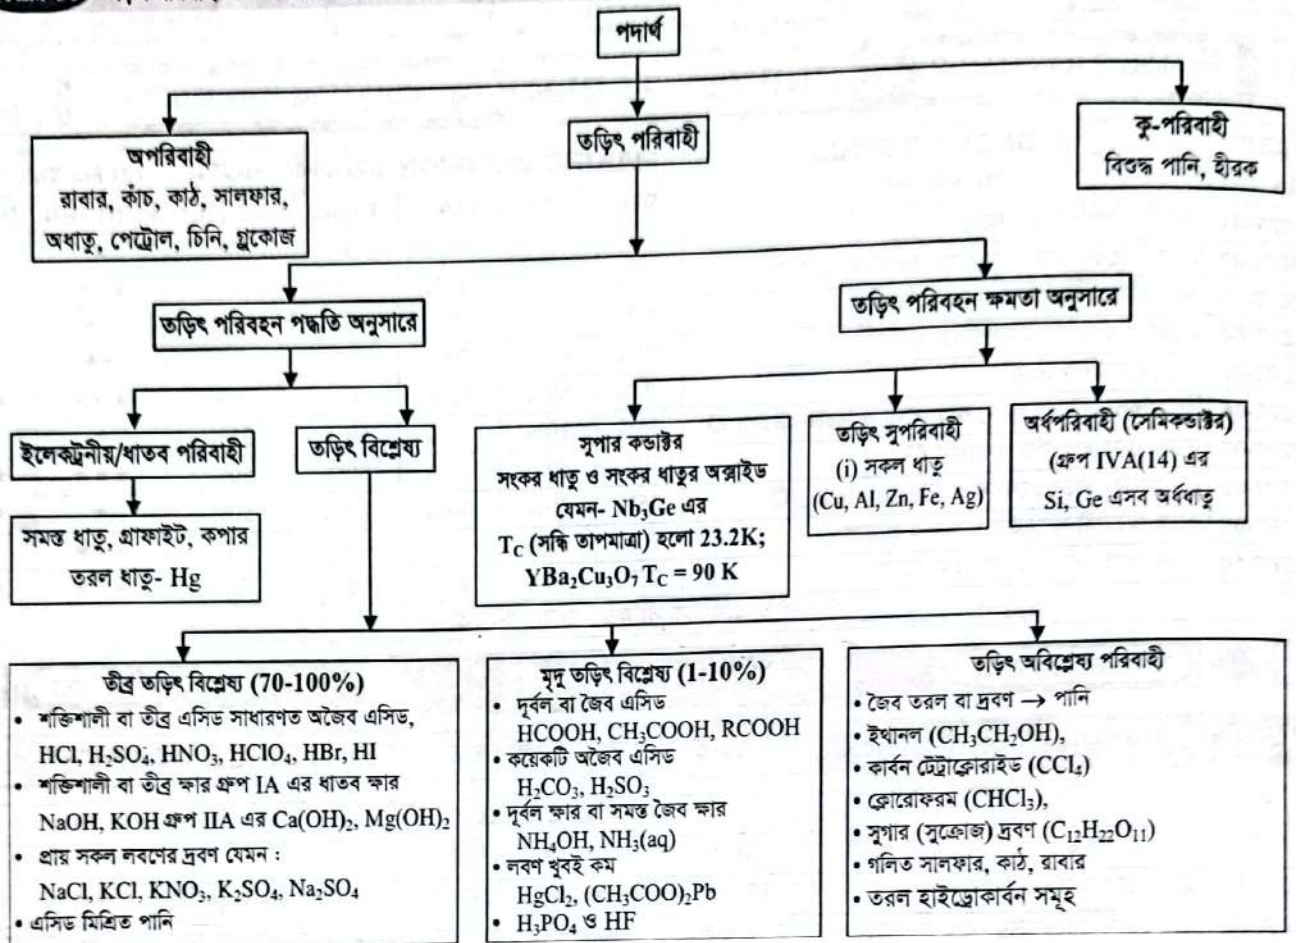 পদার্থ
অপরিবাহী
রাবার, কাঁচ, কাঠ, সালফার,
অধাতু, পেট্রোল, চিনি, গ্লুকোজ
তড়িৎ পরিবাহী
কু-পরিবাহী
বিশুদ্ধ পানি, হীরক
তড়িৎ পরিবহন পদ্ধতি অনুসারে
তড়িৎ পরিবহন ক্ষমতা অনুসারে
ইলেকট্রনীয়/ধাতব পরিবাহী
তড়িৎ বিশ্লেষ্য
সমস্ত ধাতু, গ্রাফাইট, কপার
তরল ধাতু- Hg
সুপার কন্ডাক্টর
সংকর ধাতু ও সংকর ধাতুর অক্সাইড
যেমন- Nb₃Ge এর
T_C (সন্ধি তাপমাত্রা) হলো 23.2K;
YBa₂Cu₃O₇ T_C = 90 K
তড়িৎ সুপরিবাহী
(i) সকল ধাতু
(Cu, Al, Zn, Fe, Ag)
অর্ধপরিবাহী (সেমিকন্ডাক্টর)
(গ্রুপ IVA(14) এর
Si, Ge এসব অর্ধধাতু
তীব্র তড়িৎ বিশ্লেষ্য (70-100%)
• শক্তিশালী বা তীব্র এসিড সাধারণত অজৈব এসিড,
HCl, H₂SO₄, HNO₃, HClO₄, HBr, HI
• শক্তিশালী বা তীব্র ক্ষার গ্রুপ IA এর ধাতব ক্ষার
NaOH, KOH গ্রুপ IIA এর Ca(OH)₂, Mg(OH)₂
• প্রায় সকল লবণের দ্রবণ যেমন :
NaCl, KCl, KNO₃, K₂SO₄, Na₂SO₄
• এসিড মিশ্রিত পানি
মৃদু তড়িৎ বিশ্লেষ্য (1-10%)
• দুর্বল বা জৈব এসিড
HCOOH, CH₃COOH, RCOOH
• কয়েকটি অজৈব এসিড
H₂CO₃, H₂SO₃
• দূর্বল ক্ষার বা সমস্ত জৈব ক্ষার
NH₄OH, NH₃(aq)
• লবণ খুবই কম
HgCl₂, (CH₃COO)₂Pb
• H₃PO₄ ও HF
তড়িৎ অবিশ্লেষ্য পরিবাহী
• জৈব তরল বা দ্রবণ → পানি
• ইথানল (CH₃CH₂OH),
• কার্বন টেট্রাক্লোরাইড (CCl₄)
• ক্লোরোফরম (CHCl₃),
• সুগার (সুক্রোজ) দ্রবণ (C₁₂H₂₂O₁₁)
• গলিত সালফার, কাঠ, রাবার
• তরল হাইড্রোকার্বন সমূহ